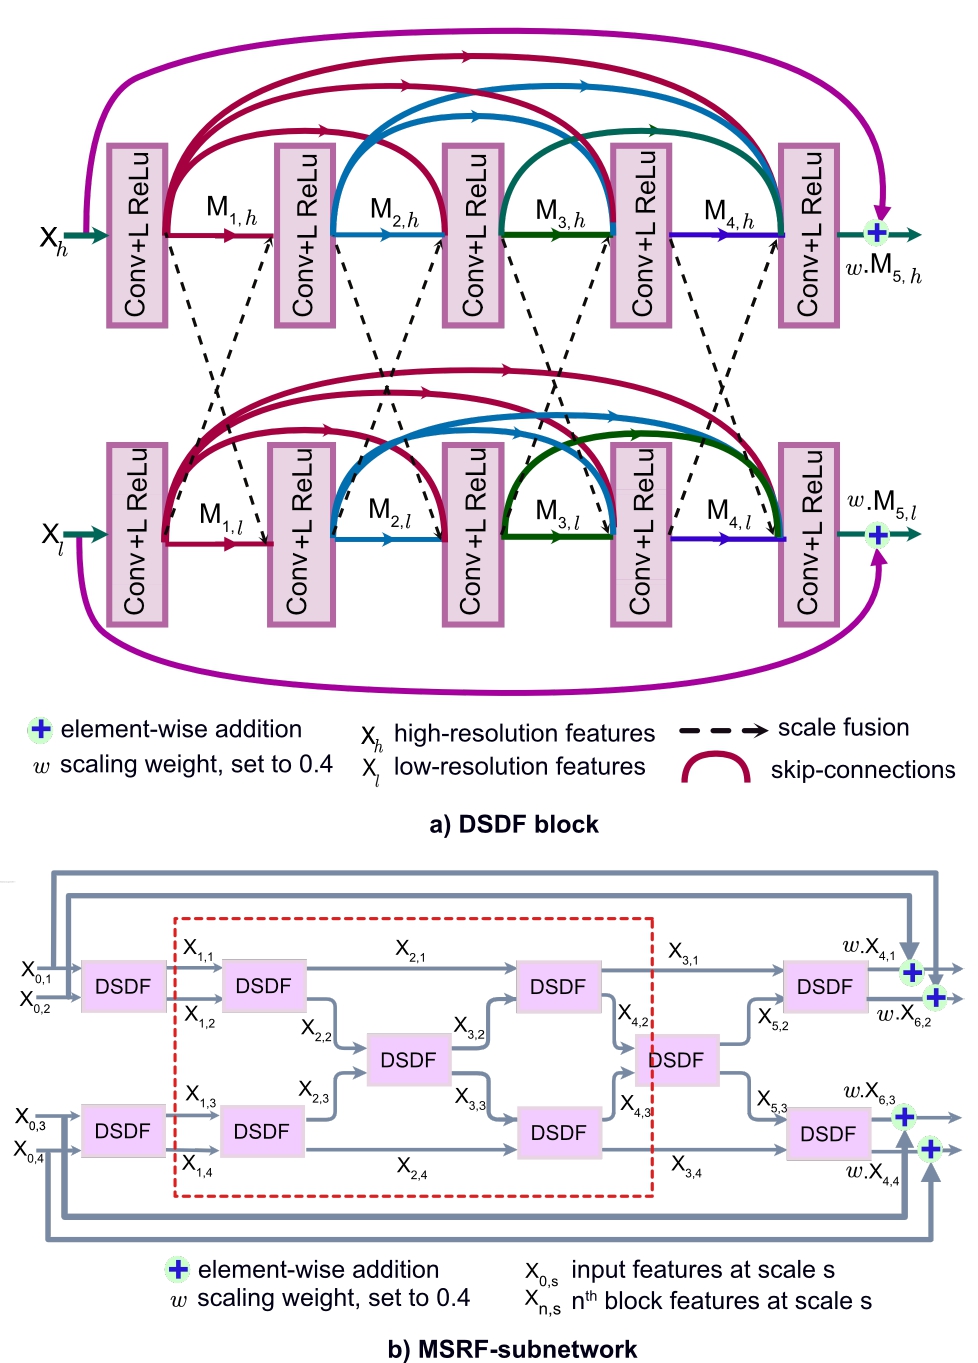 Conv+L ReLu Conv+L ReLu Conv+L ReLu Conv+L ReLu Conv+L ReLu
X_h M_{1,h} M_{2,h} M_{3,h} M_{4,h} +
w.M_{5,h}
Conv+L ReLu Conv+L ReLu Conv+L ReLu Conv+L ReLu Conv+L ReLu
X_l M_{1,l} M_{2,l} M_{3,l} M_{4,l} w.M_{5,l}
+
+ element-wise addition X_h high-resolution features scale fusion
w scaling weight, set to 0.4 X_l low-resolution features skip-connections
a) DSDF block
X_{1,1} X_{2,1} X_{3,1} w.X_{4,1}
X_{0,1} +
DSDF DSDF DSDF DSDF
X_{0,2} +
X_{1,2} X_{2,2} X_{3,2} X_{4,2} X_{5,2} w.X_{6,2}
DSDF DSDF
X_{1,3} X_{2,3} X_{3,3} X_{4,3} X_{5,3} w.X_{6,3}
X_{0,3} +
DSDF DSDF DSDF DSDF
X_{0,4} +
X_{1,4} X_{2,4} X_{3,4} w.X_{4,4}
+ element-wise addition X_{0,s} input features at scale s
w scaling weight, set to 0.4 X_{n,s} n^{th} block features at scale s
b) MSRF-subnetwork